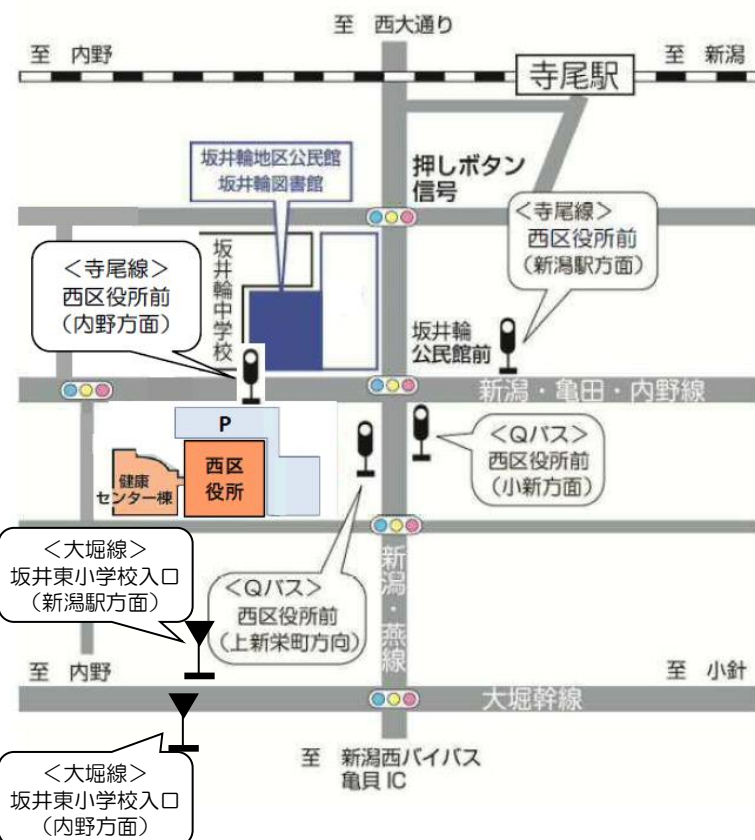 至 西大通り
至 内野
寺尾駅
至 新潟
坂井輪地区公民館
坂井輪図書館
押しボタン
信号
＜寺尾線＞
西区役所前
（新潟駅方面）
＜寺尾線＞
西区役所前
（内野方面）
坂井輪中学校
坂井輪
公民館前
新潟・亀田・内野線
P
西区
役所
健康
センター棟
＜Qバス＞
西区役所前
（小新方面）
＜大堀線＞
坂井東小学校入口
（新潟駅方面）
＜Qバス＞
西区役所前
（上新栄町方向）
新潟・燕線
至 内野
至 小針
大堀幹線
至 新潟西バイパス
亀貝IC
＜大堀線＞
坂井東小学校入口
（内野方面）